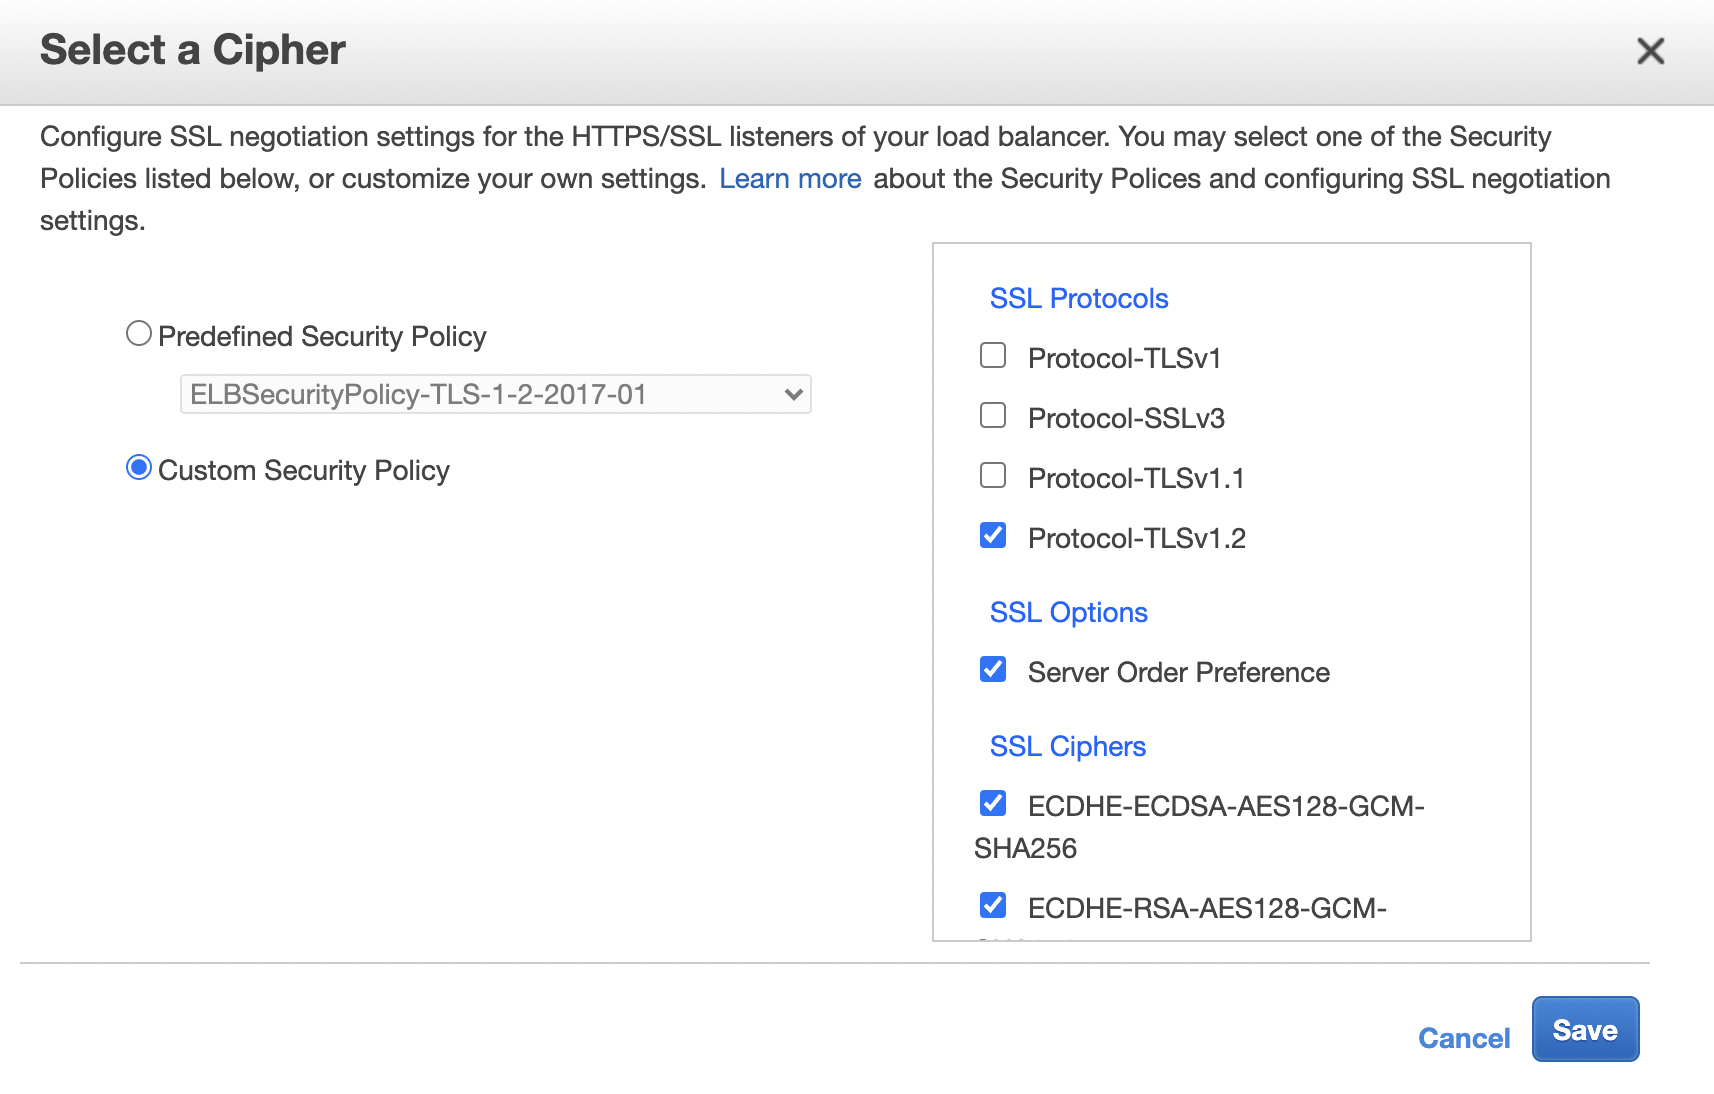 Select a Cipher
Configure SSL negotiation settings for the HTTPS/SSL listeners of your load balancer. You may select one of the Security
Policies listed below, or customize your own settings. Learn more about the Security Polices and configuring SSL negotiation
settings.
Predefined Security Policy
ELBSecurityPolicy-TLS-1-2-2017-01
Custom Security Policy
SSL Protocols
Protocol-TLSv1
Protocol-SSLv3
Protocol-TLSv1.1
Protocol-TLSv1.2
SSL Options
Server Order Preference
SSL Ciphers
ECDHE-ECDSA-AES128-GCM-
SHA256
ECDHE-RSA-AES128-GCM-
Cancel
Save